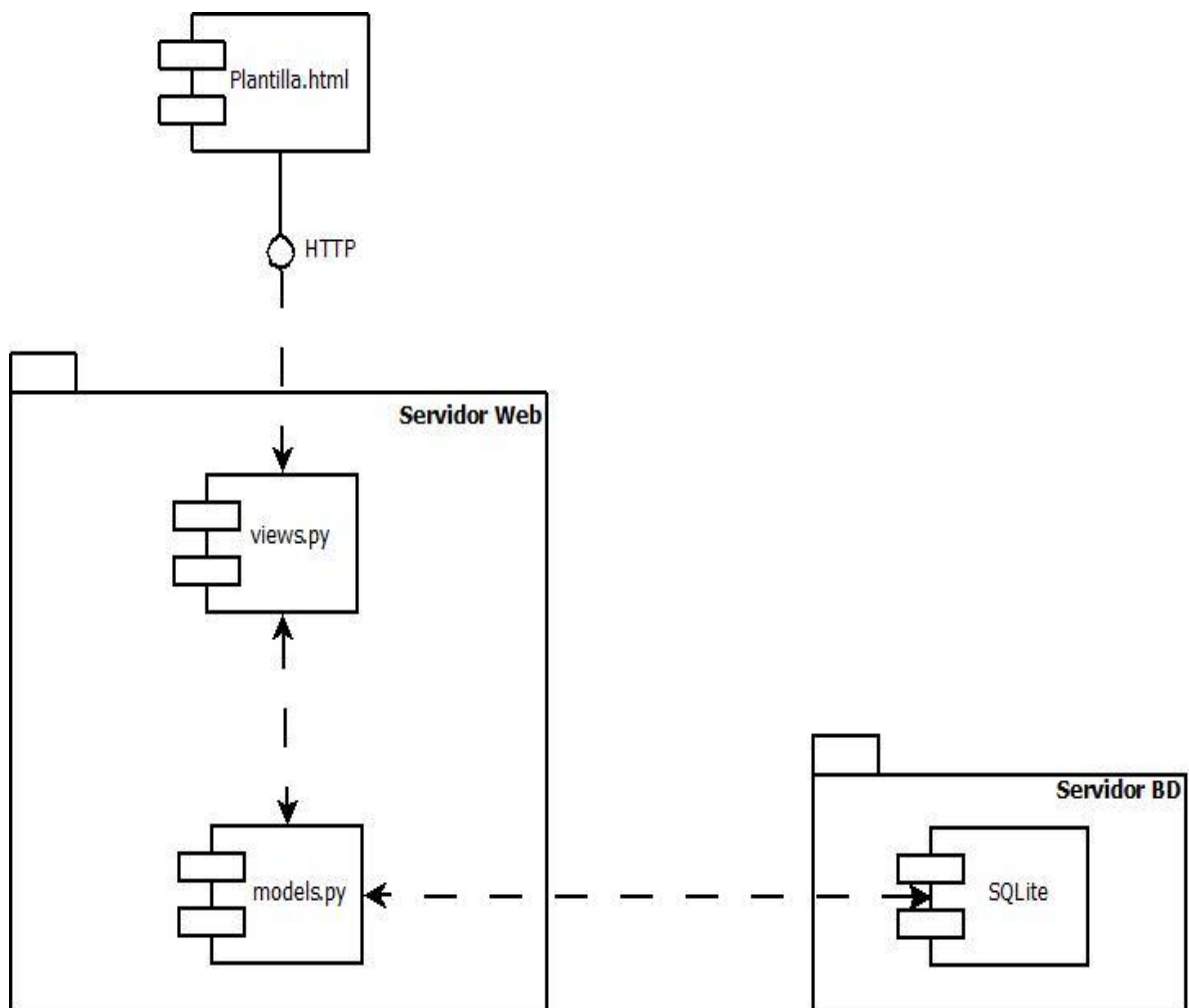 Plantilla.html
HTTP
Servidor Web
views.py
models.py
Servidor BD
SQLite